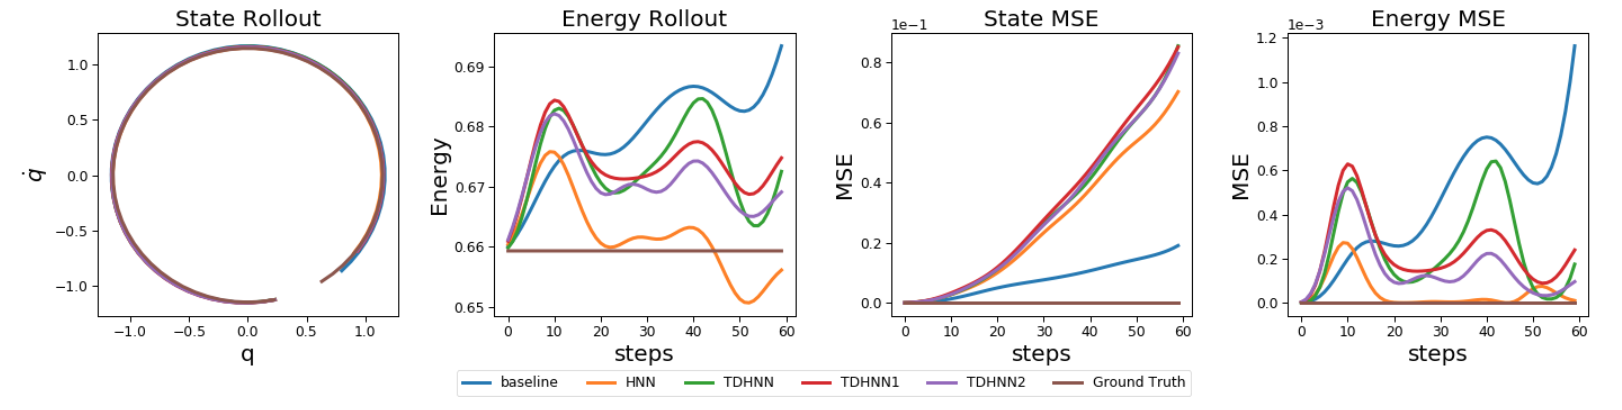 State Rollout
1.0
0.5
0.0
−0.5
−1.0
q̇
−1.0 −0.5 0.0 0.5 1.0
q
Energy Rollout
0.69
0.68
0.67
0.66
0.65
Energy
0 10 20 30 40 50 60
steps
State MSE
1e−1
0.8
0.6
0.4
0.2
0.0
MSE
0 10 20 30 40 50 60
steps
Energy MSE
1e−3
1.2
1.0
0.8
0.6
0.4
0.2
0.0
MSE
0 10 20 30 40 50 60
steps
baseline HNN TDHNN TDHNN1 TDHNN2 Ground Truth